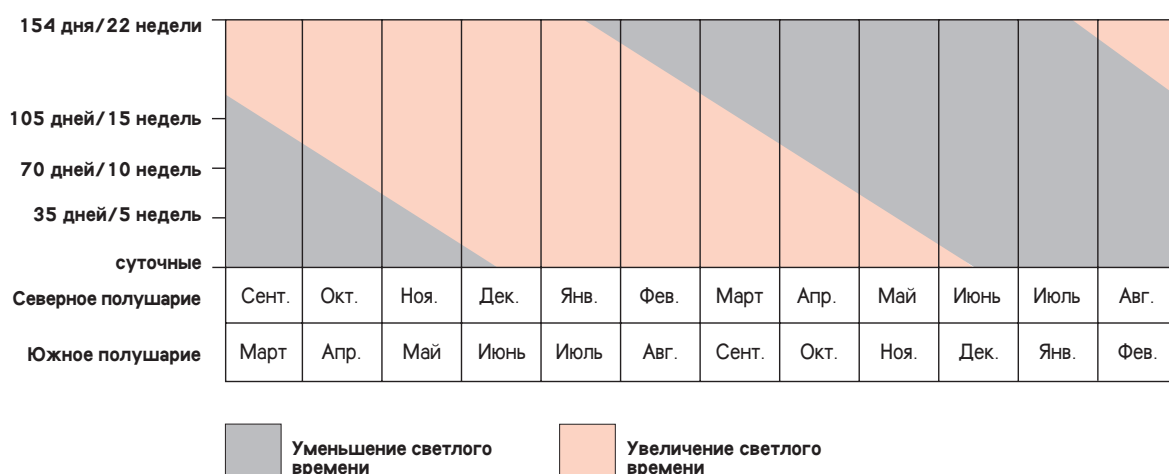 154 дня/22 недели
105 дней/15 недель
70 дней/10 недель
35 дней/5 недель
суточные
Северное полушарие Сент. Окт. Ноя. Дек. Янв. Фев. Март Апр. Май Июнь Июль Авг.
Южное полушарие Март Апр. Май Июнь Июль Авг. Сент. Окт. Ноя. Дек. Янв. Фев.
Уменьшение светлого
времени
Увеличение светлого
времени